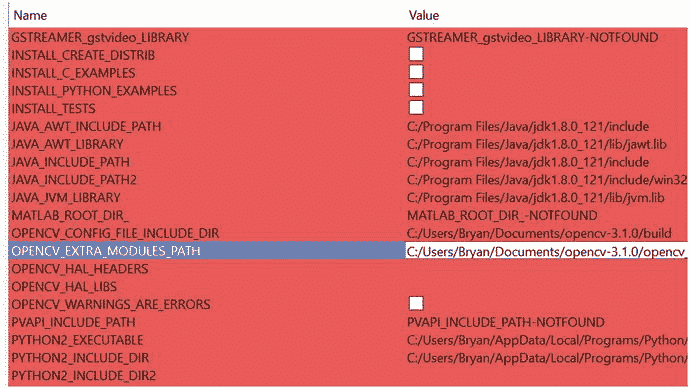 Name Value
GSTREAMER_gstvideo_LIBRARY GSTREAMER_gstvideo_LIBRARY-NOTFOUND
INSTALL_CREATE_DISTRIB
INSTALL_C_EXAMPLES
INSTALL_PYTHON_EXAMPLES
INSTALL_TESTS
JAVA_AWT_INCLUDE_PATH C:/Program Files/Java/jdk1.8.0_121/include
JAVA_AWT_LIBRARY C:/Program Files/Java/jdk1.8.0_121/lib/jawt.lib
JAVA_INCLUDE_PATH C:/Program Files/Java/jdk1.8.0_121/include
JAVA_INCLUDE_PATH2 C:/Program Files/Java/jdk1.8.0_121/include/win32
JAVA_JVM_LIBRARY C:/Program Files/Java/jdk1.8.0_121/lib/jvm.lib
MATLAB_ROOT_DIR_ MATLAB_ROOT_DIR_-NOTFOUND
OPENCV_CONFIG_FILE_INCLUDE_DIR C:/Users/Bryan/Documents/opencv-3.1.0/build
OPENCV_EXTRA_MODULES_PATH C:/Users/Bryan/Documents/opencv-3.1.0/opencv_
OPENCV_HAL_HEADERS
OPENCV_HAL_LIBS
OPENCV_WARNINGS_ARE_ERRORS
PVAPI_INCLUDE_PATH PVAPI_INCLUDE_PATH-NOTFOUND
PYTHON2_EXECUTABLE C:/Users/Bryan/AppData/Local/Programs/Python/
PYTHON2_INCLUDE_DIR C:/Users/Bryan/AppData/Local/Programs/Python/
PYTHON2_INCLUDE_DIR2